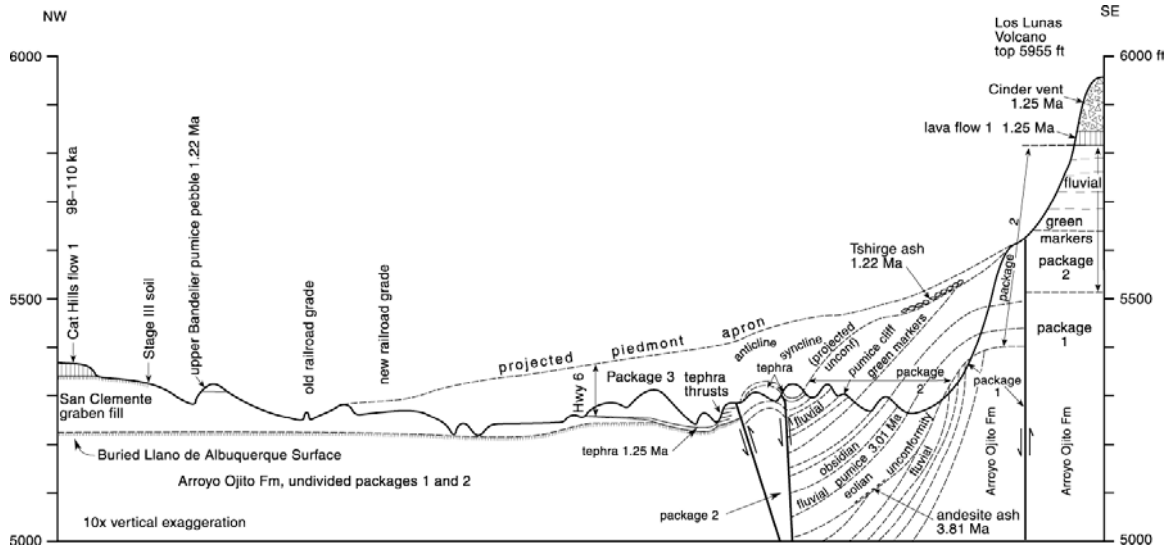 NW
SE
Los Lunas
Volcano
top 5955 ft
6000
6000 ft
Cinder vent
1.25 Ma
lava flow 1 1.25 Ma
Cat Hills flow 1 98–110 ka
Stage III soil
upper Bandelier pumice pebble 1.22 Ma
old railroad grade
new railroad grade
fluvial
green
markers
package
2
package 2
Tshirge ash
1.22 Ma
5500
5500
package
1
projected piedmont apron
anticline
syncline
(projected
unconf)
pumice cliff
green markers
tephra
Hwy 6
Package 3
tephra
thrusts
package
2
package
1
San Clemente
graben fill
fluvial
tephra 1.25 Ma
obsidian
fluvial pumice 3.01 Ma
eolian unconformity
fluvial
Buried Llano de Albuquerque Surface
Arroyo Ojito Fm, undivided packages 1 and 2
package 2
andesite ash
3.81 Ma
Arroyo Ojito Fm
Arroyo Ojito Fm
10x vertical exaggeration
5000
5000